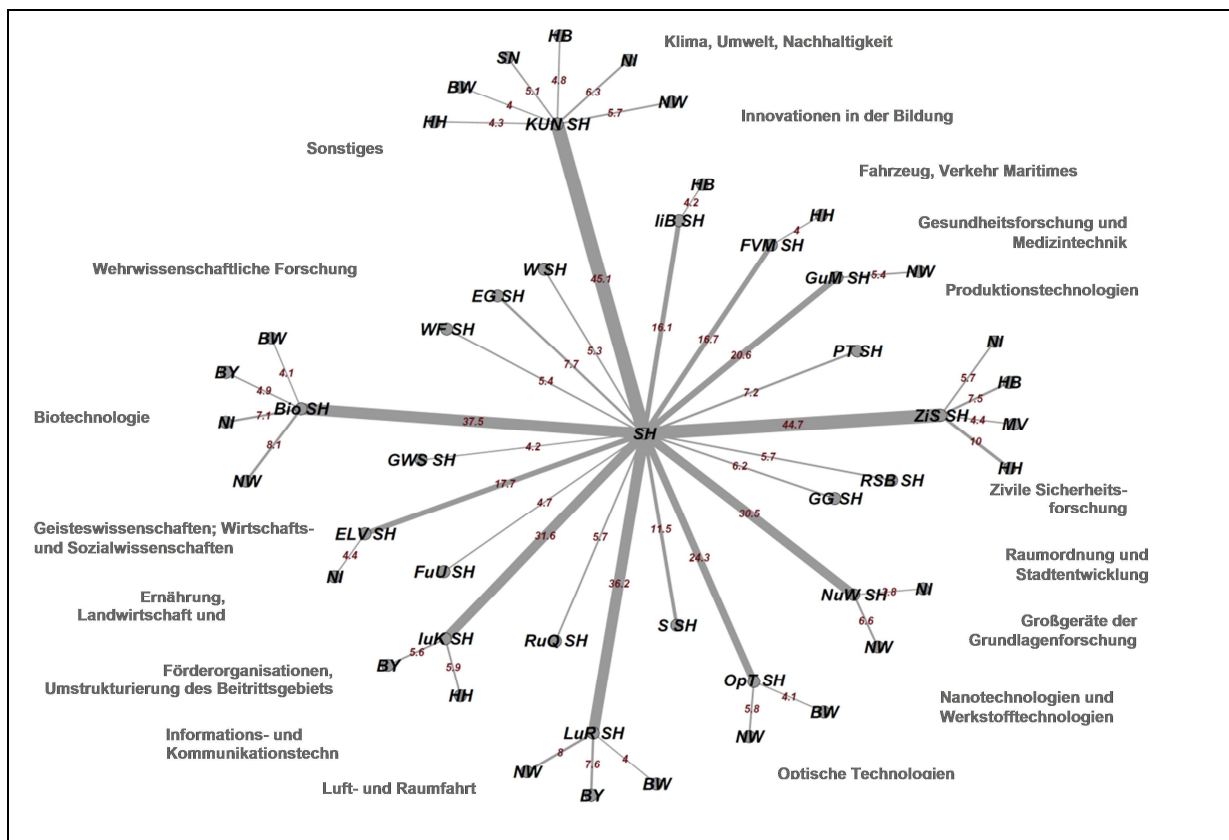 HB
Klima, Umwelt, Nachhaltigkeit
SN
NI
4.8
BW
5.1
6.3
NW
4
5.7
HH
4.3
KUN SH
Innovationen in der Bildung
Sonstiges
Fahrzeug, Verkehr Maritimes
HB
4.2
IiB SH
HH
4
FVM SH
Gesundheitsforschung und
Medizintechnik
Wehrwissenschaftliche Forschung
W SH
45.1
GuM SH
5.4
NW
EG SH
Produktionstechnologien
WF SH
16.1
16.7
BW
5.3
20.6
PT SH
NI
BY
4.1
7.7
5.7
4.9
5.4
7.2
HB
7.5
Biotechnologie
NI
7.1
Bio SH
37.5
SH
44.7
ZiS SH
4.4
MV
8.1
4.2
10
NW
GWS SH
5.7
HH
6.2
RSB SH
17.7
4.7
GG SH
Zivile Sicherheits-
forschung
Geisteswissenschaften; Wirtschafts-
und Sozialwissenschaften
ELV SH
31.6
5.7
11.5
30.5
4.4
24.3
NI
FuU SH
36.2
Raumordnung und
Stadtentwicklung
NuW SH
3.8
NI
Ernährung,
Landwirtschaft und
6.6
Großgeräte der
Grundlagenforschung
IuK SH
RuQ SH
S SH
NW
5.6
BY
5.9
Förderorganisationen,
Umstrukturierung des Beitrittsgebiets
HH
OpT SH
4.1
5.8
BW
Nanotechnologien und
Werkstofftechnologien
Informations- und
Kommunikationstechn
LuR SH
NW
8
7.6
4
NW
BW
BY
Optische Technologien
Luft- und Raumfahrt